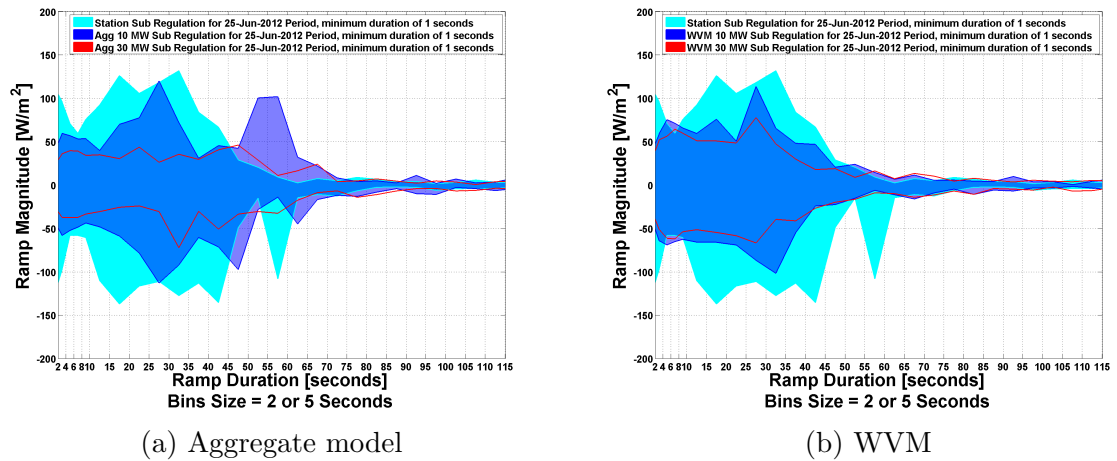 Station Sub Regulation for 25-Jun-2012 Period, minimum duration of 1 seconds
Agg 10 MW Sub Regulation for 25-Jun-2012 Period, minimum duration of 1 seconds
Agg 30 MW Sub Regulation for 25-Jun-2012 Period, minimum duration of 1 seconds
200
150
100
50
0
-50
-100
-150
-200
Ramp Magnitude [W/m²]
2 4 6 8 10 15 20 25 30 35 40 45 50 55 60 65 70 75 80 85 90 95 100 105 110 115
Ramp Duration [seconds]
Bins Size = 2 or 5 Seconds
(a) Aggregate model
Station Sub Regulation for 25-Jun-2012 Period, minimum duration of 1 seconds
WVM 10 MW Sub Regulation for 25-Jun-2012 Period, minimum duration of 1 seconds
WVM 30 MW Sub Regulation for 25-Jun-2012 Period, minimum duration of 1 seconds
200
150
100
50
0
-50
-100
-150
-200
Ramp Magnitude [W/m²]
2 4 6 8 10 15 20 25 30 35 40 45 50 55 60 65 70 75 80 85 90 95 100 105 110 115
Ramp Duration [seconds]
Bins Size = 2 or 5 Seconds
(b) WVM